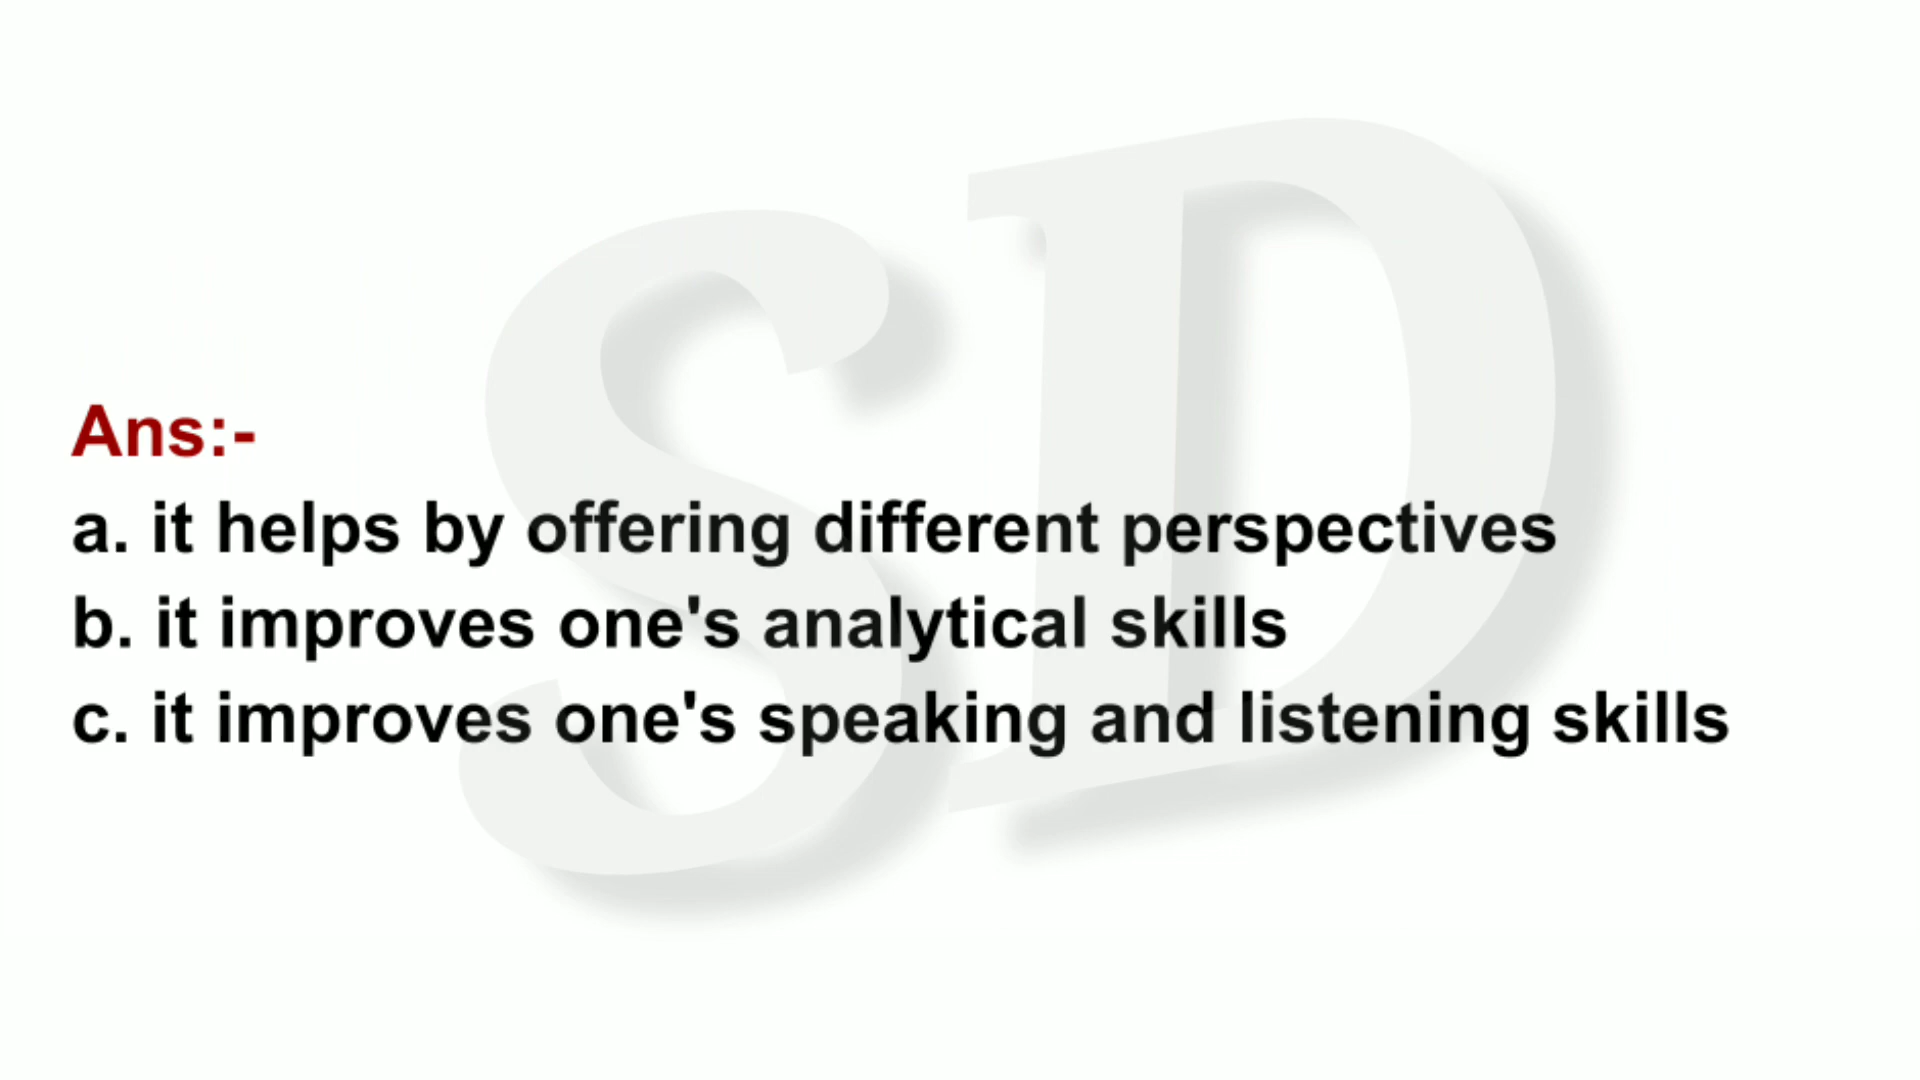 SD
Ans:-
a. it helps by offering different perspectives
b. it improves one's analytical skills
c. it improves one's speaking and listening skills